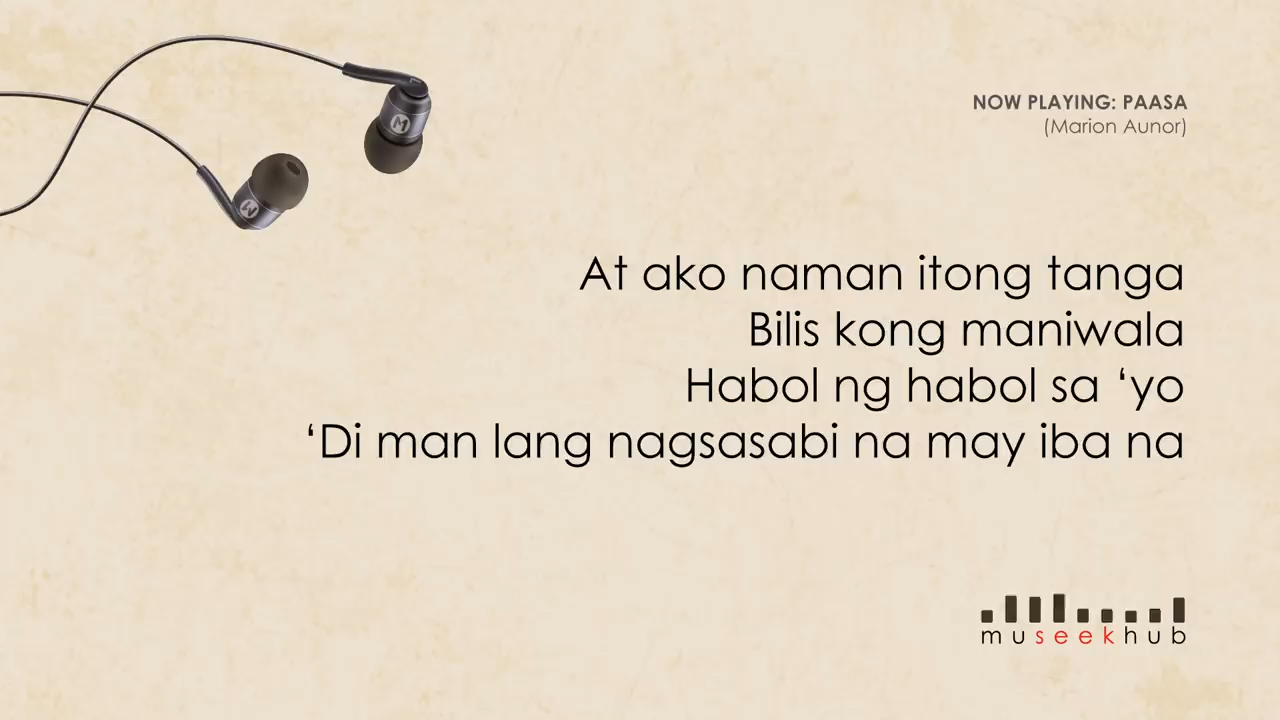 NOW PLAYING: PAASA
(Marion Aunor)
At ako naman itong tanga
Bilis kong maniwala
Habol ng habol sa ‘yo
‘Di man lang nagsasabi na may iba na
museekhub
M
M